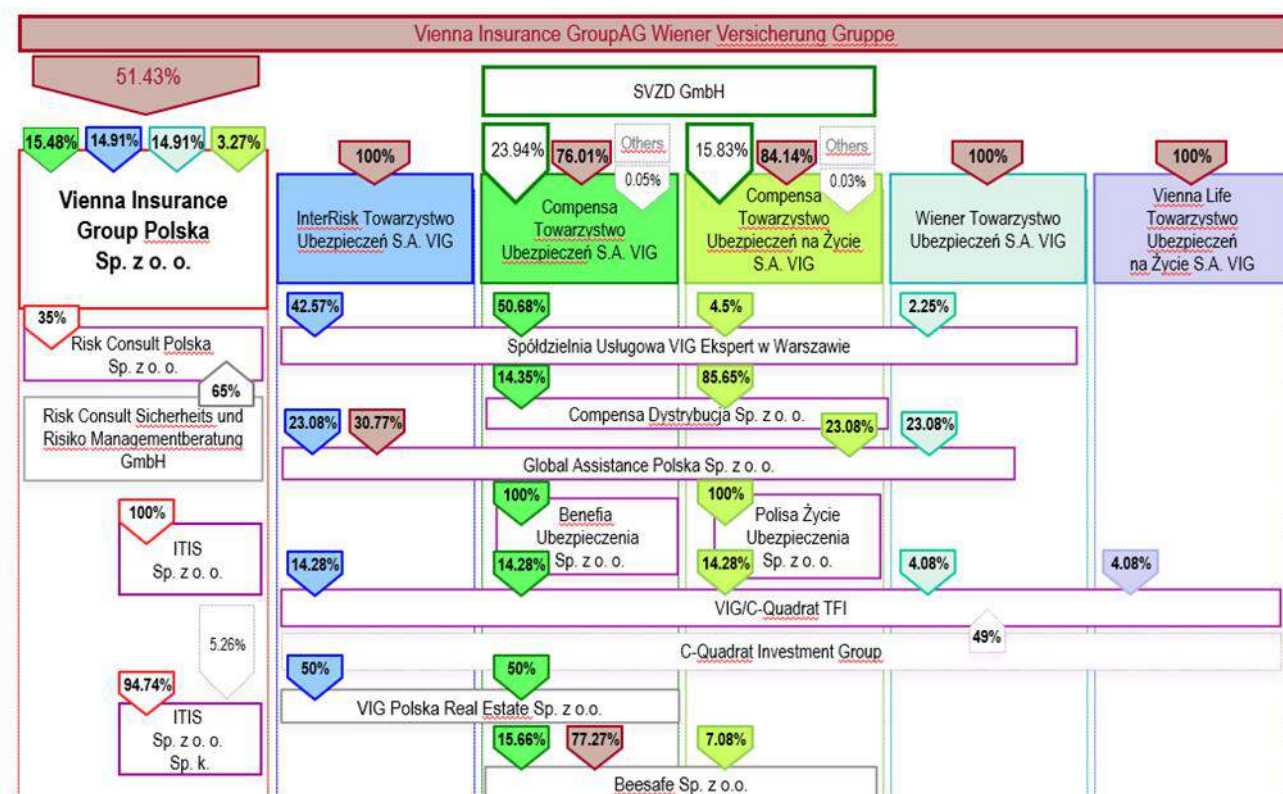 Vienna Insurance GroupAG Wiener Versicherung Gruppe
51.43%
SVZD GmbH
15.48%
14.91%
14.91%
3.27%
100%
23.94%
76.01%
Others
0.05%
15.83%
84.14%
Others
0.03%
100%
100%
Vienna Insurance
Group Polska
Sp. z o. o.
InterRisk Towarzystwo
Ubezpieczeń S.A. VIG
Compensa
Towarzystwo
Ubezpieczeń S.A. VIG
Compensa
Towarzystwo
Ubezpieczeń na Życie
S.A. VIG
Wiener Towarzystwo
Ubezpieczeń S.A. VIG
Vienna Life
Towarzystwo
Ubezpieczeń
na Życie S.A. VIG
35%
Risk Consult Polska
Sp. z o. o.
65%
Risk Consult Sicherheits und
Risiko Managementberatung
GmbH
42.57%
50.68%
4.5%
2.25%
Spółdzielnia Usługowa VIG Ekspert w Warszawie
14.35%
85.65%
Compensa Dystrybucja Sp. z o. o.
23.08%
30.77%
23.08%
23.08%
Global Assistance Polska Sp. z o. o.
100%
ITIS
Sp. z o. o.
100%
Benefia
Ubezpieczenia
Sp. z o. o.
100%
Polisa Życie
Ubezpieczenia
Sp. z o. o.
14.28%
14.28%
14.28%
4.08%
4.08%
VIG/C-Quadrat TFI
49%
C-Quadrat Investment Group
5.26%
94.74%
ITIS
Sp. z o. o.
Sp. k.
50%
50%
VIG Polska Real Estate Sp. z o.o.
15.66%
77.27%
7.08%
Beesafe Sp. z o.o.